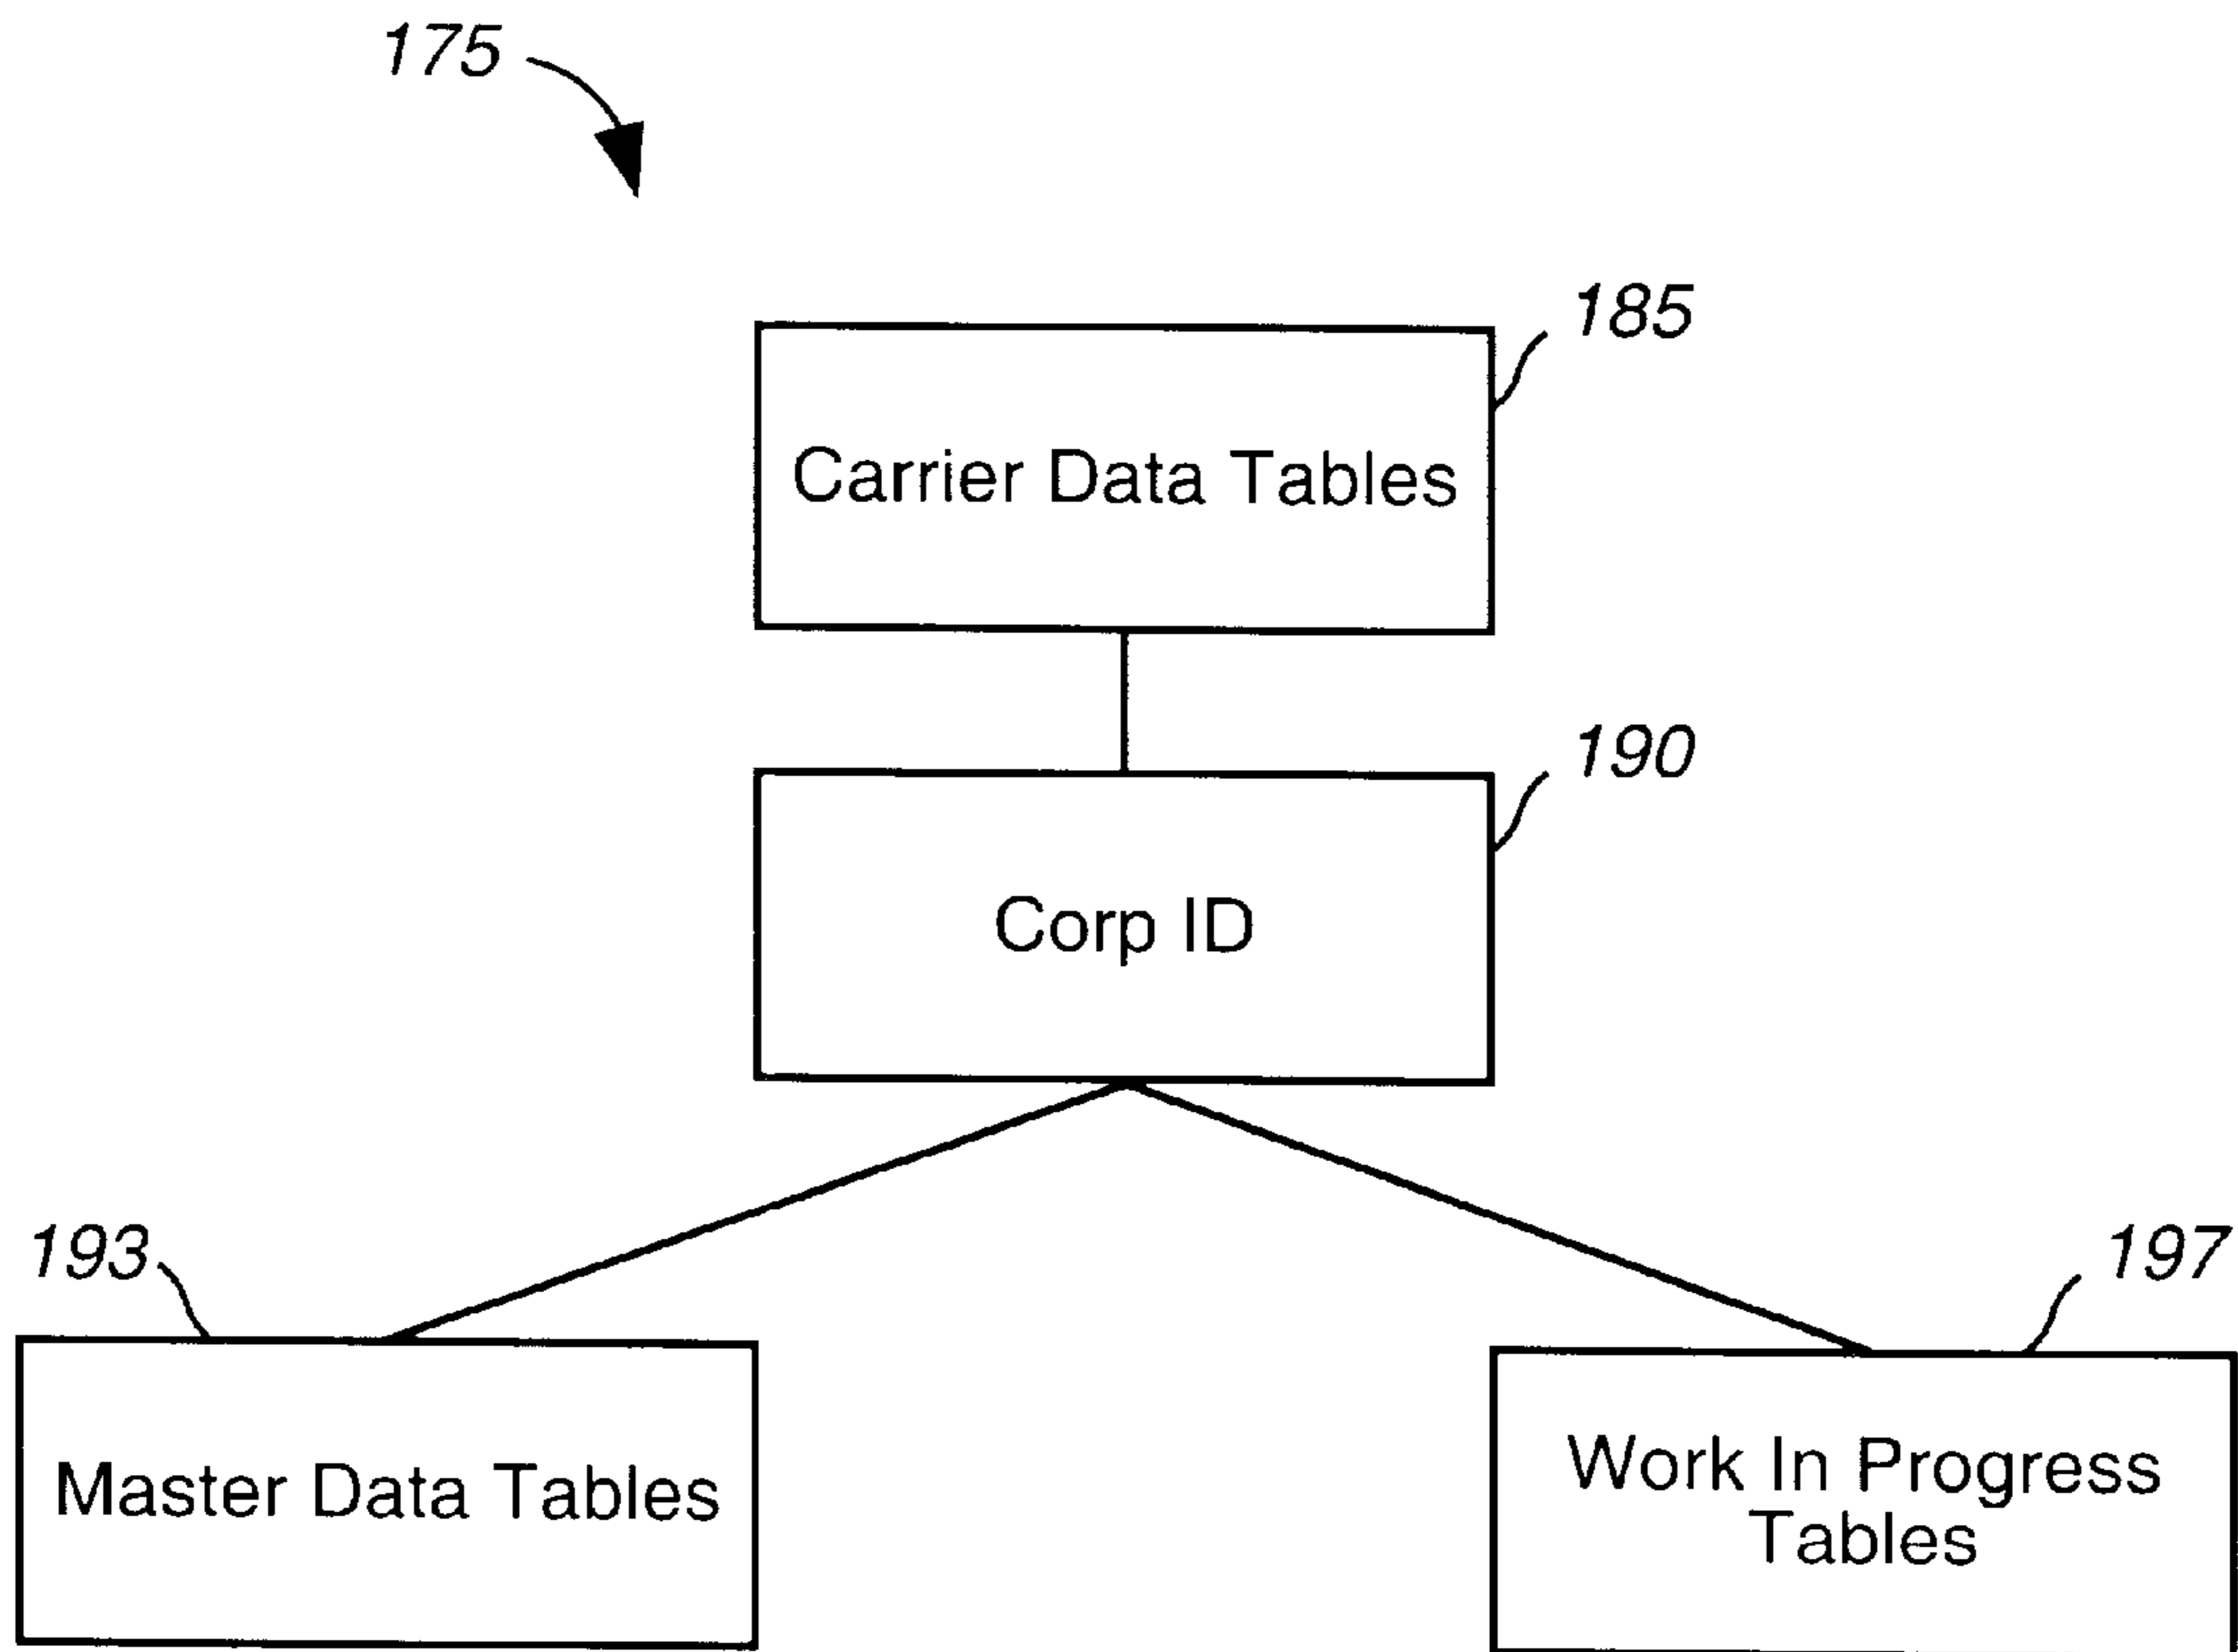 175
185
Carrier Data Tables
190
Corp ID
193
197
Master Data Tables
Work In Progress
Tables